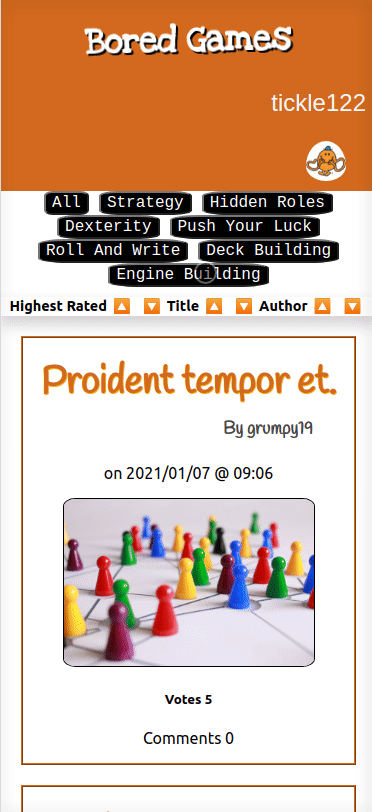 Bored Games
tickle122
All Strategy Hidden Roles
Dexterity Push Your Luck
Roll And Write Deck Building
Engine Building
Highest Rated 🔼 🔽 Title 🔼 🔽 Author 🔼 🔽
Proident tempor et.
By grumpy19
on 2021/01/07 @ 09:06
Votes 5
Comments 0